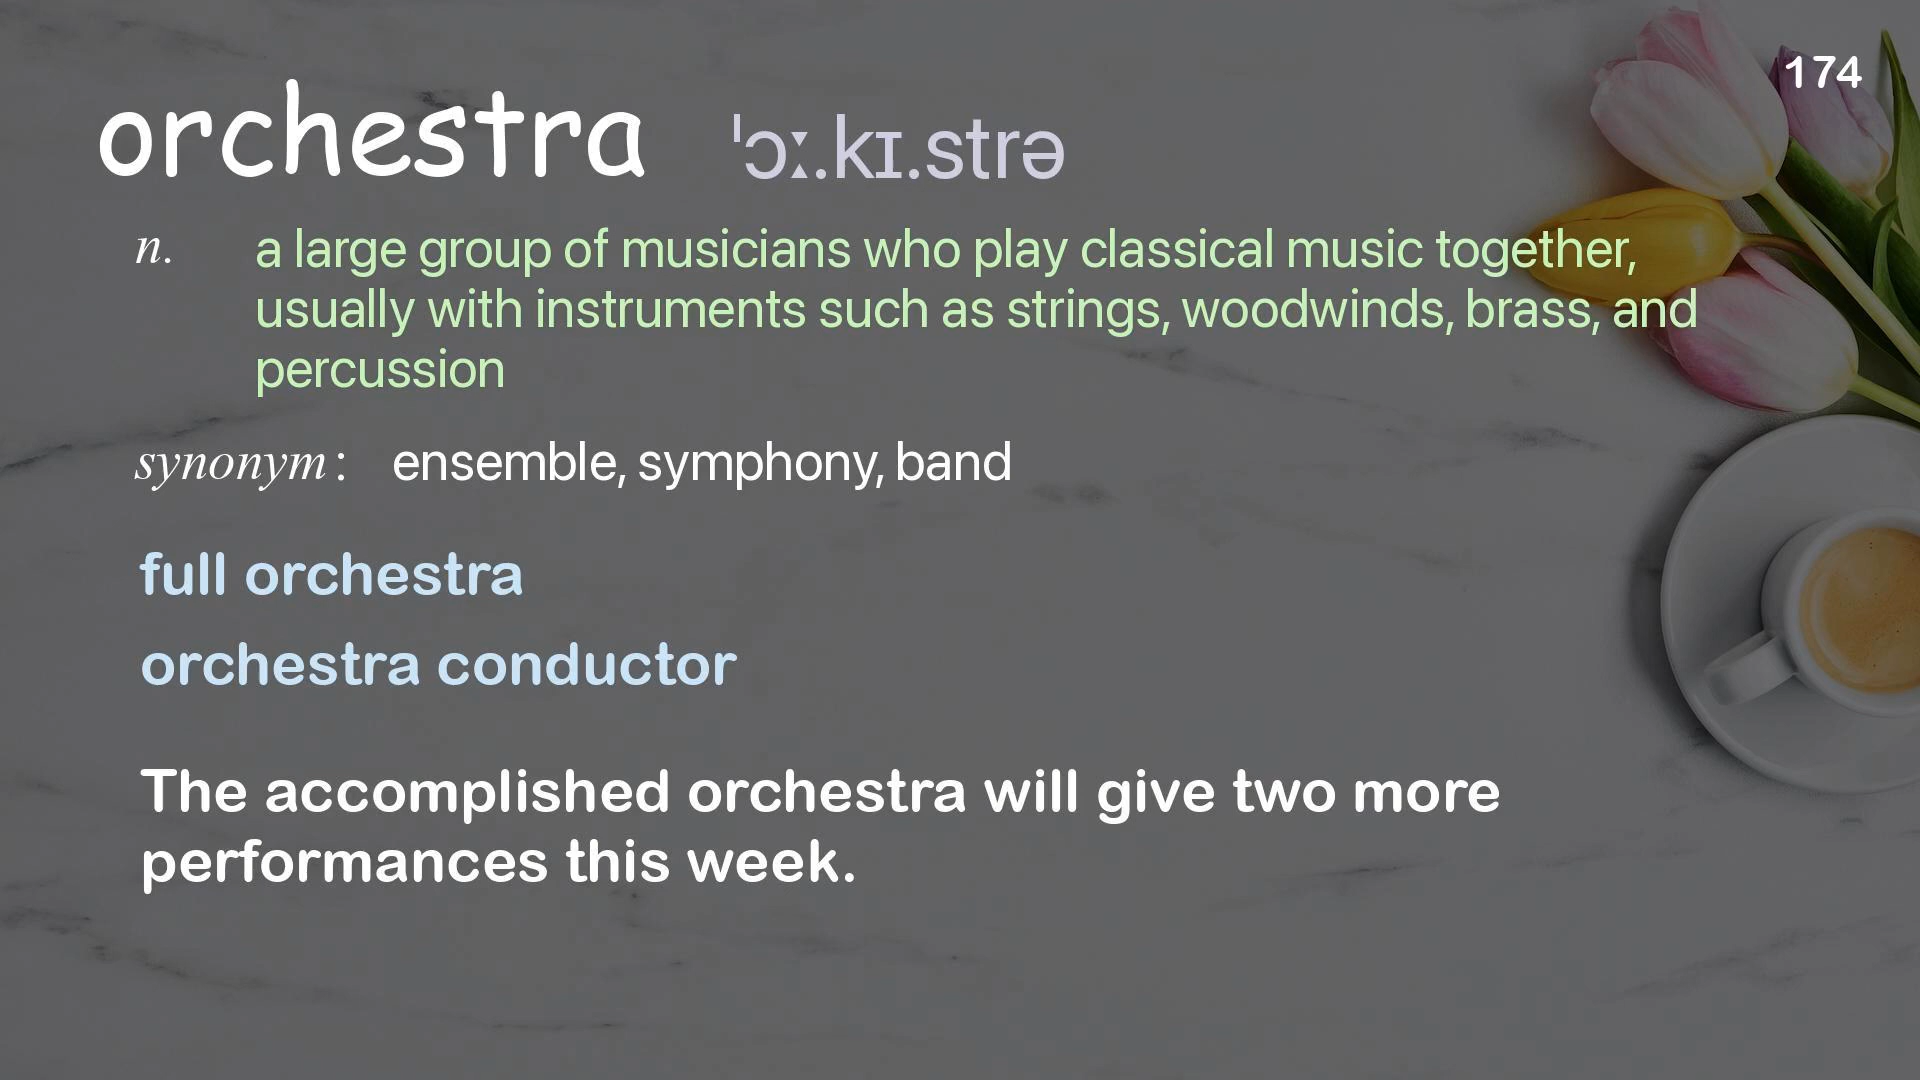 174
orchestra ˈɔː.kɪ.strə
n. a large group of musicians who play classical music together,
usually with instruments such as strings, woodwinds, brass, and
percussion
synonym: ensemble, symphony, band
full orchestra
orchestra conductor
The accomplished orchestra will give two more
performances this week.